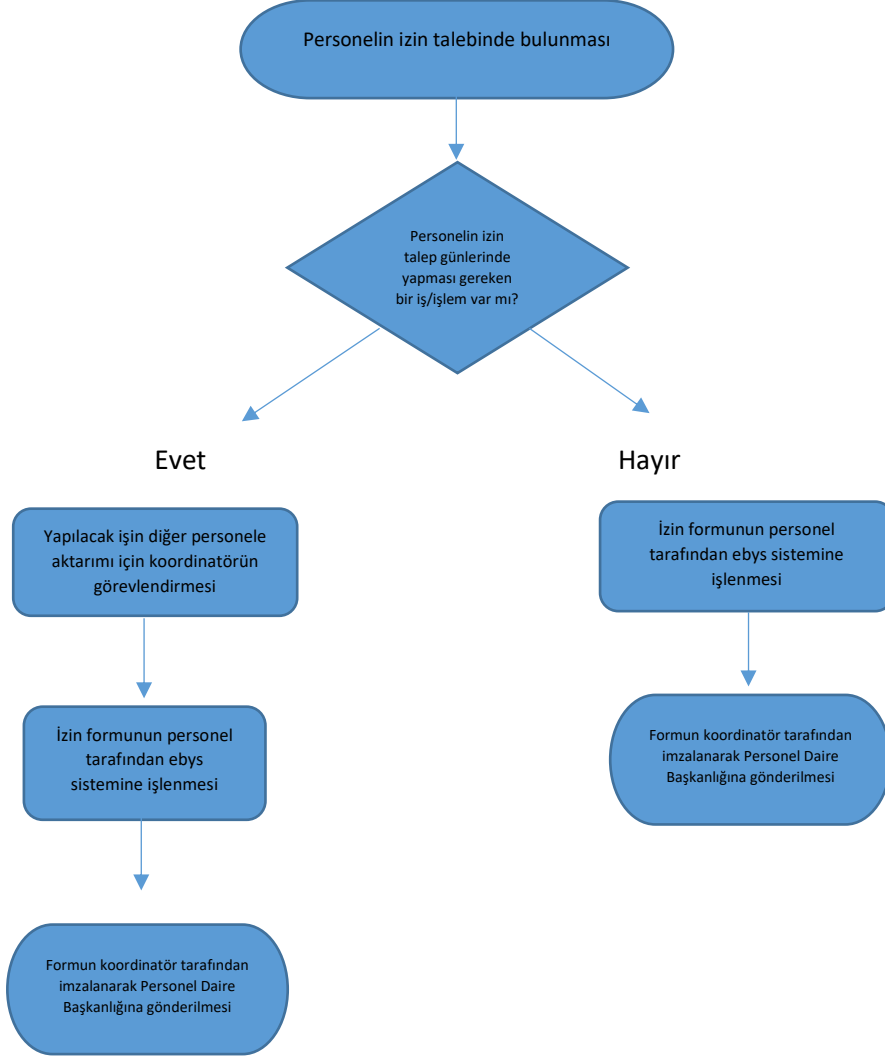 Personelin izin talebinde bulunması
Personelin izin
talep günlerinde
yapması gereken
bir iş/işlem var mı?
Evet
Hayır
Yapılacak işin diğer personele
aktarımı için koordinatörün
görevlendirmesi
İzin formunun personel
tarafından ebys sistemine
işlenmesi
İzin formunun personel
tarafından ebys
sistemine işlenmesi
Formun koordinatör tarafından
imzalanarak Personel Daire
Başkanlığına gönderilmesi
Formun koordinatör tarafından
imzalanarak Personel Daire
Başkanlığına gönderilmesi